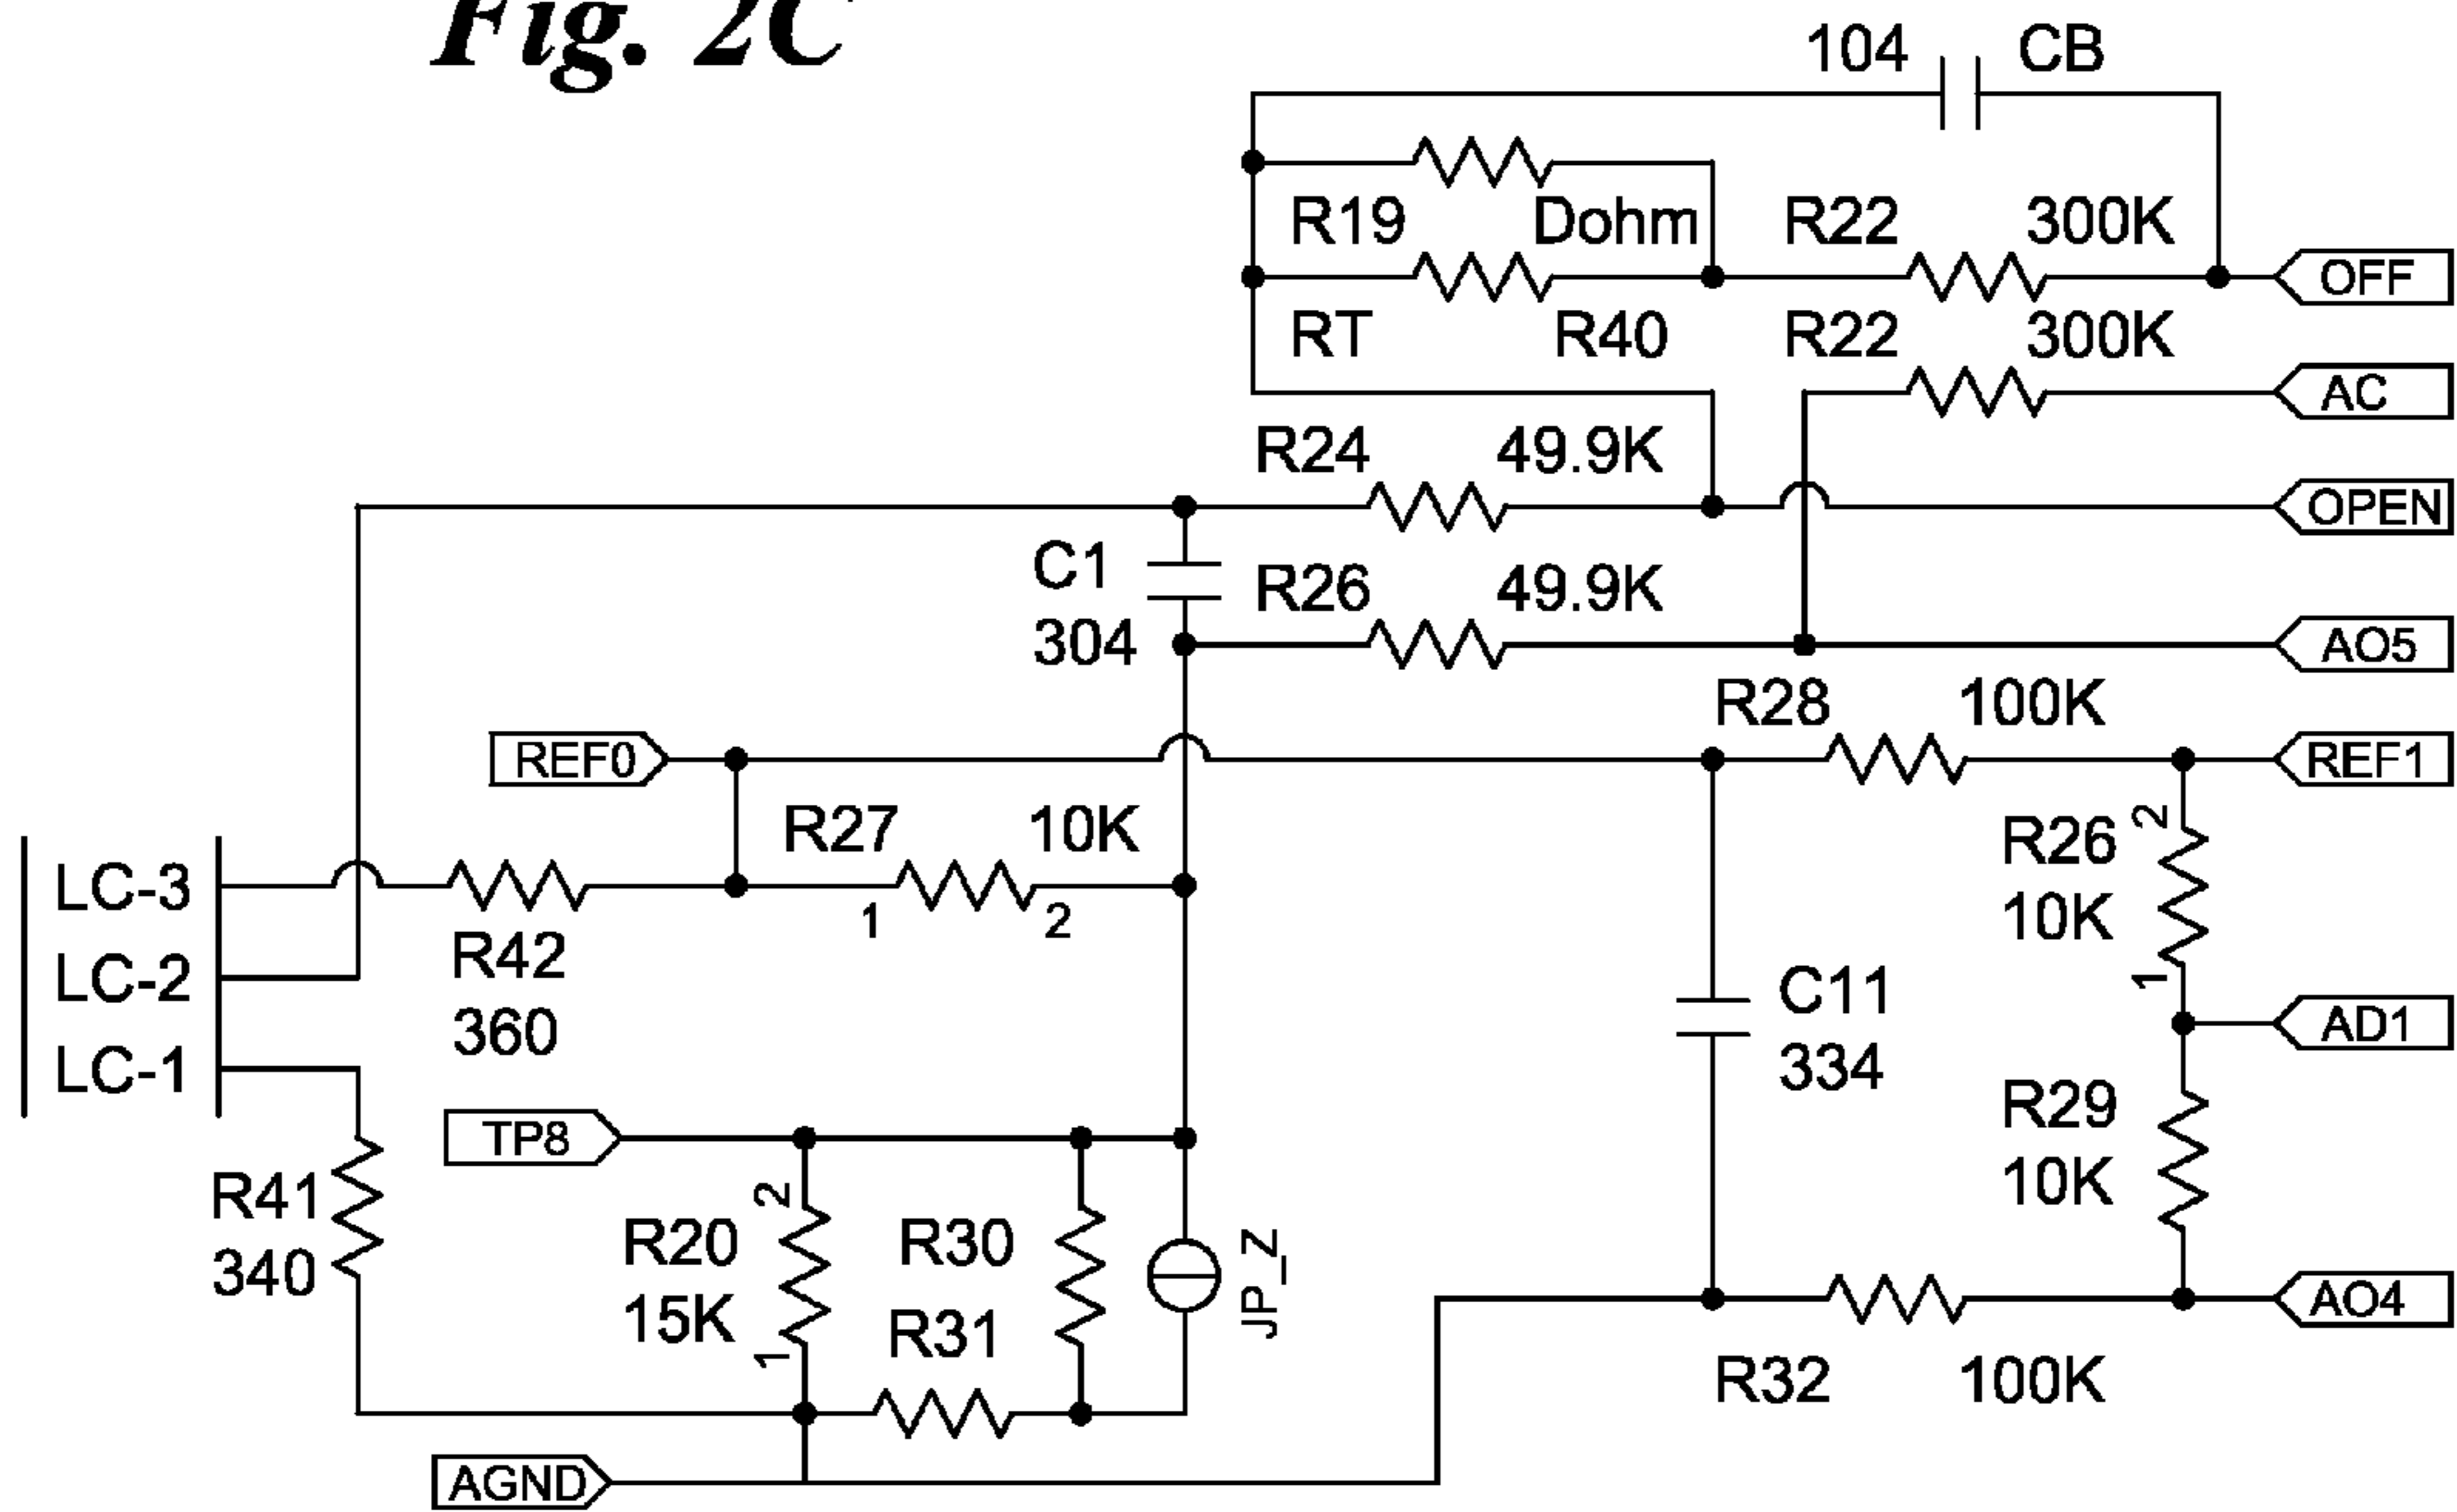 Fig. 2C
104 CB
R19 Dohm R22 300K
OFF
RT R40 R22 300K
AC
R24 49.9K
OPEN
C1 R26 49.9K
304
AO5
R28 100K
REF0
REF1
R27 10K
R26 2
10K
LC-3
1 2
R42
LC-2
360
1
C11
334
AD1
LC-1
TP8
R29
10K
R41
340
2
R20
15K
1
R30
R31
JP_Z
AO4
R32 100K
AGND